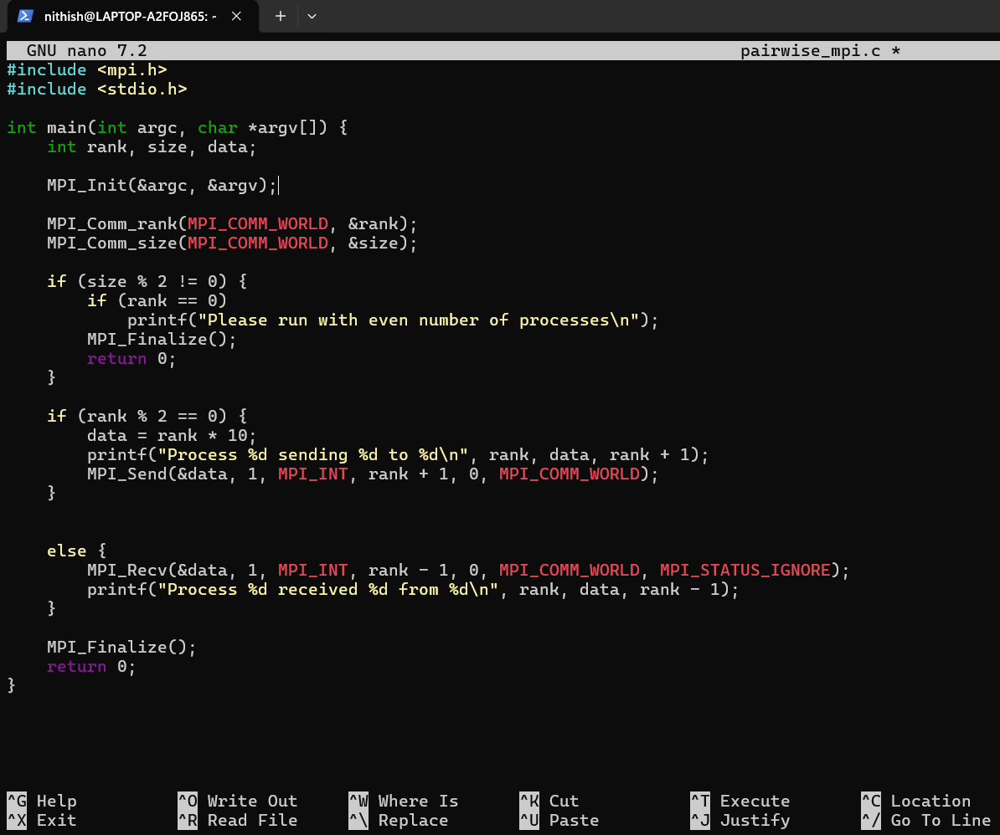 nithish@LAPTOP-A2FOJ865: ~
GNU nano 7.2 pairwise_mpi.c *
#include <mpi.h>
#include <stdio.h>

int main(int argc, char *argv[]) {
    int rank, size, data;

    MPI_Init(&argc, &argv);

    MPI_Comm_rank(MPI_COMM_WORLD, &rank);
    MPI_Comm_size(MPI_COMM_WORLD, &size);

    if (size % 2 != 0) {
        if (rank == 0)
            printf("Please run with even number of processes\n");
        MPI_Finalize();
        return 0;
    }

    if (rank % 2 == 0) {
        data = rank * 10;
        printf("Process %d sending %d to %d\n", rank, data, rank + 1);
        MPI_Send(&data, 1, MPI_INT, rank + 1, 0, MPI_COMM_WORLD);
    }


    else {
        MPI_Recv(&data, 1, MPI_INT, rank - 1, 0, MPI_COMM_WORLD, MPI_STATUS_IGNORE);
        printf("Process %d received %d from %d\n", rank, data, rank - 1);
    }

    MPI_Finalize();
    return 0;
}

^G Help ^O Write Out ^W Where Is ^K Cut ^T Execute ^C Location
^X Exit ^R Read File ^\ Replace ^U Paste ^J Justify ^/ Go To Line